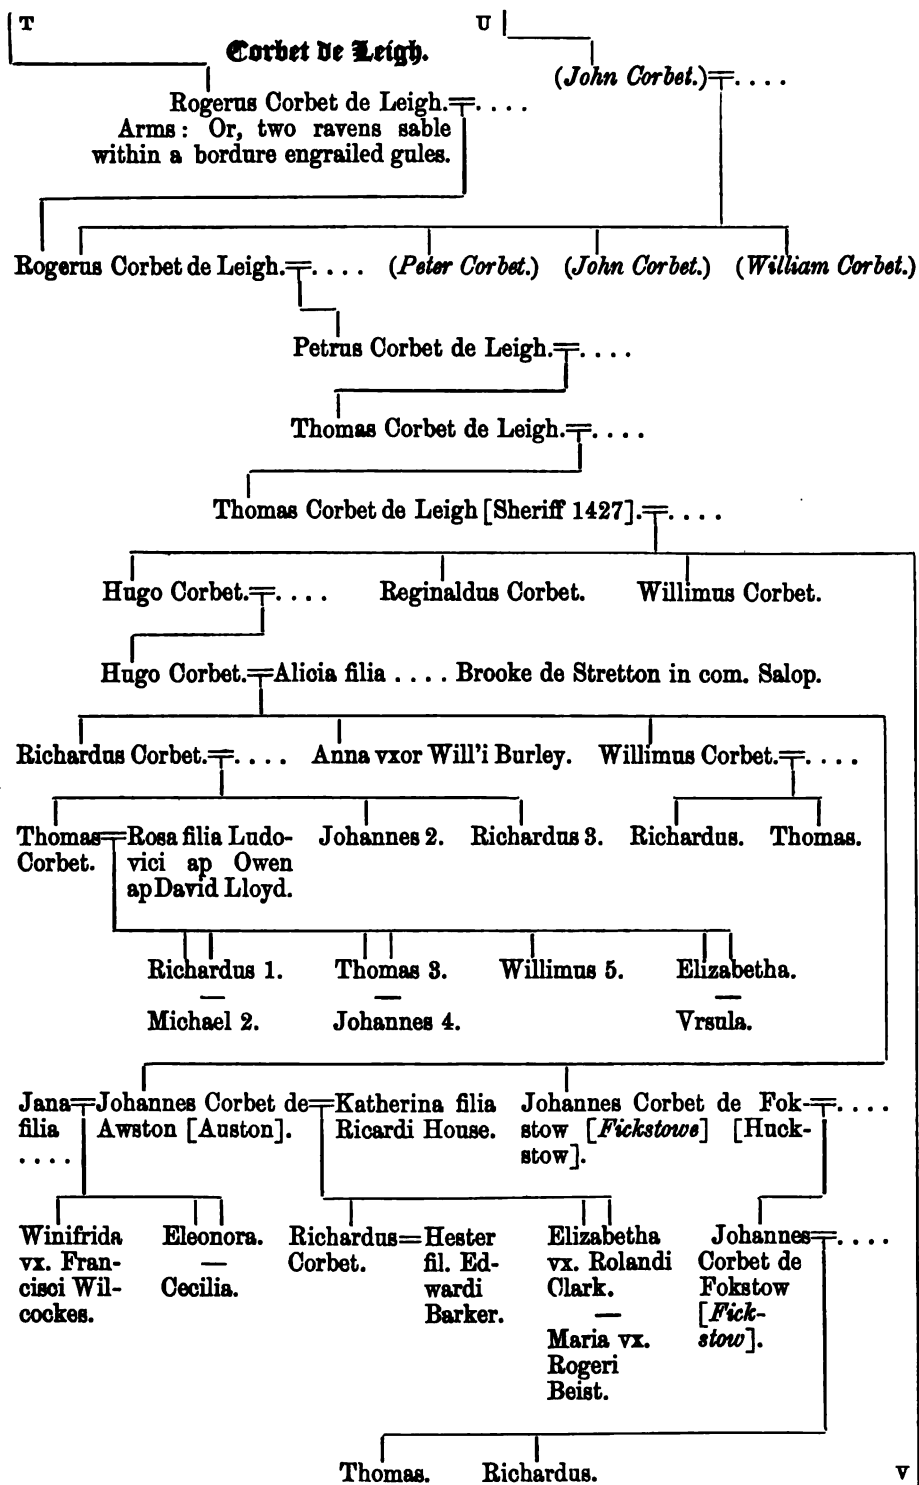 T
U
Corbet de Leigh.
(John Corbet.)=....
Rogerus Corbet de Leigh.=....
Arms: Or, two ravens sable
within a bordure engrailed gules.
Rogerus Corbet de Leigh.=.... (Peter Corbet.) (John Corbet.) (William Corbet.)
Petrus Corbet de Leigh.=....
Thomas Corbet de Leigh.=....
Thomas Corbet de Leigh [Sheriff 1427].=....
Hugo Corbet.=.... Reginaldus Corbet. Willimus Corbet.
Hugo Corbet.=Alicia filia .... Brooke de Stretton in com. Salop.
Richardus Corbet.=.... Anna vxor Will'i Burley. Willimus Corbet.=....
Thomas=
Corbet.
Rosa filia Ludo-
vici ap Owen
ap David Lloyd.
Johannes 2. Richardus 3. Richardus. Thomas.
Richardus 1. Thomas 3. Willimus 5. Elizabetha.
— — —
Michael 2. Johannes 4. Vrsula.
Jana=
filia
....
Johannes Corbet de=
Awston [Auston].
Katherina filia
Ricardi House.
Johannes Corbet de Fok-=....
stow [Fickstowe] [Huck-
stow].
Winifrida
vx. Fran-
cisci Wil-
cockes.
Eleonora.
—
Cecilia.
Richardus=
Corbet.
Hester
fil. Ed-
wardi
Barker.
Elizabetha
vx. Rolandi
Clark.
—
Maria vx.
Rogeri
Beist.
Johannes=....
Corbet de
Fokstow
[Fick-
stow].
Thomas. Richardus.
V